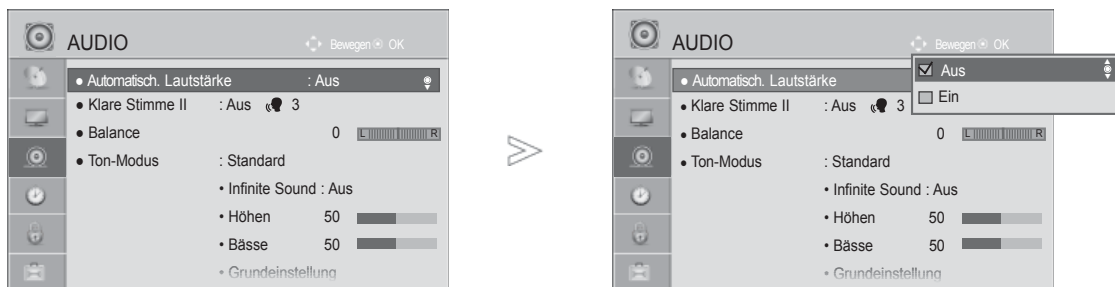 AUDIO
Bewegen OK
● Automatisch. Lautstärke : Aus
● Klare Stimme II : Aus 3
● Balance 0 L R
● Ton-Modus : Standard
• Infinite Sound : Aus
• Höhen 50
• Bässe 50
• Grundeinstellung
>
AUDIO
Bewegen OK
● Automatisch. Lautstärke
Aus
Ein
● Klare Stimme II : Aus 3
● Balance 0 L R
● Ton-Modus : Standard
• Infinite Sound : Aus
• Höhen 50
• Bässe 50
• Grundeinstellung